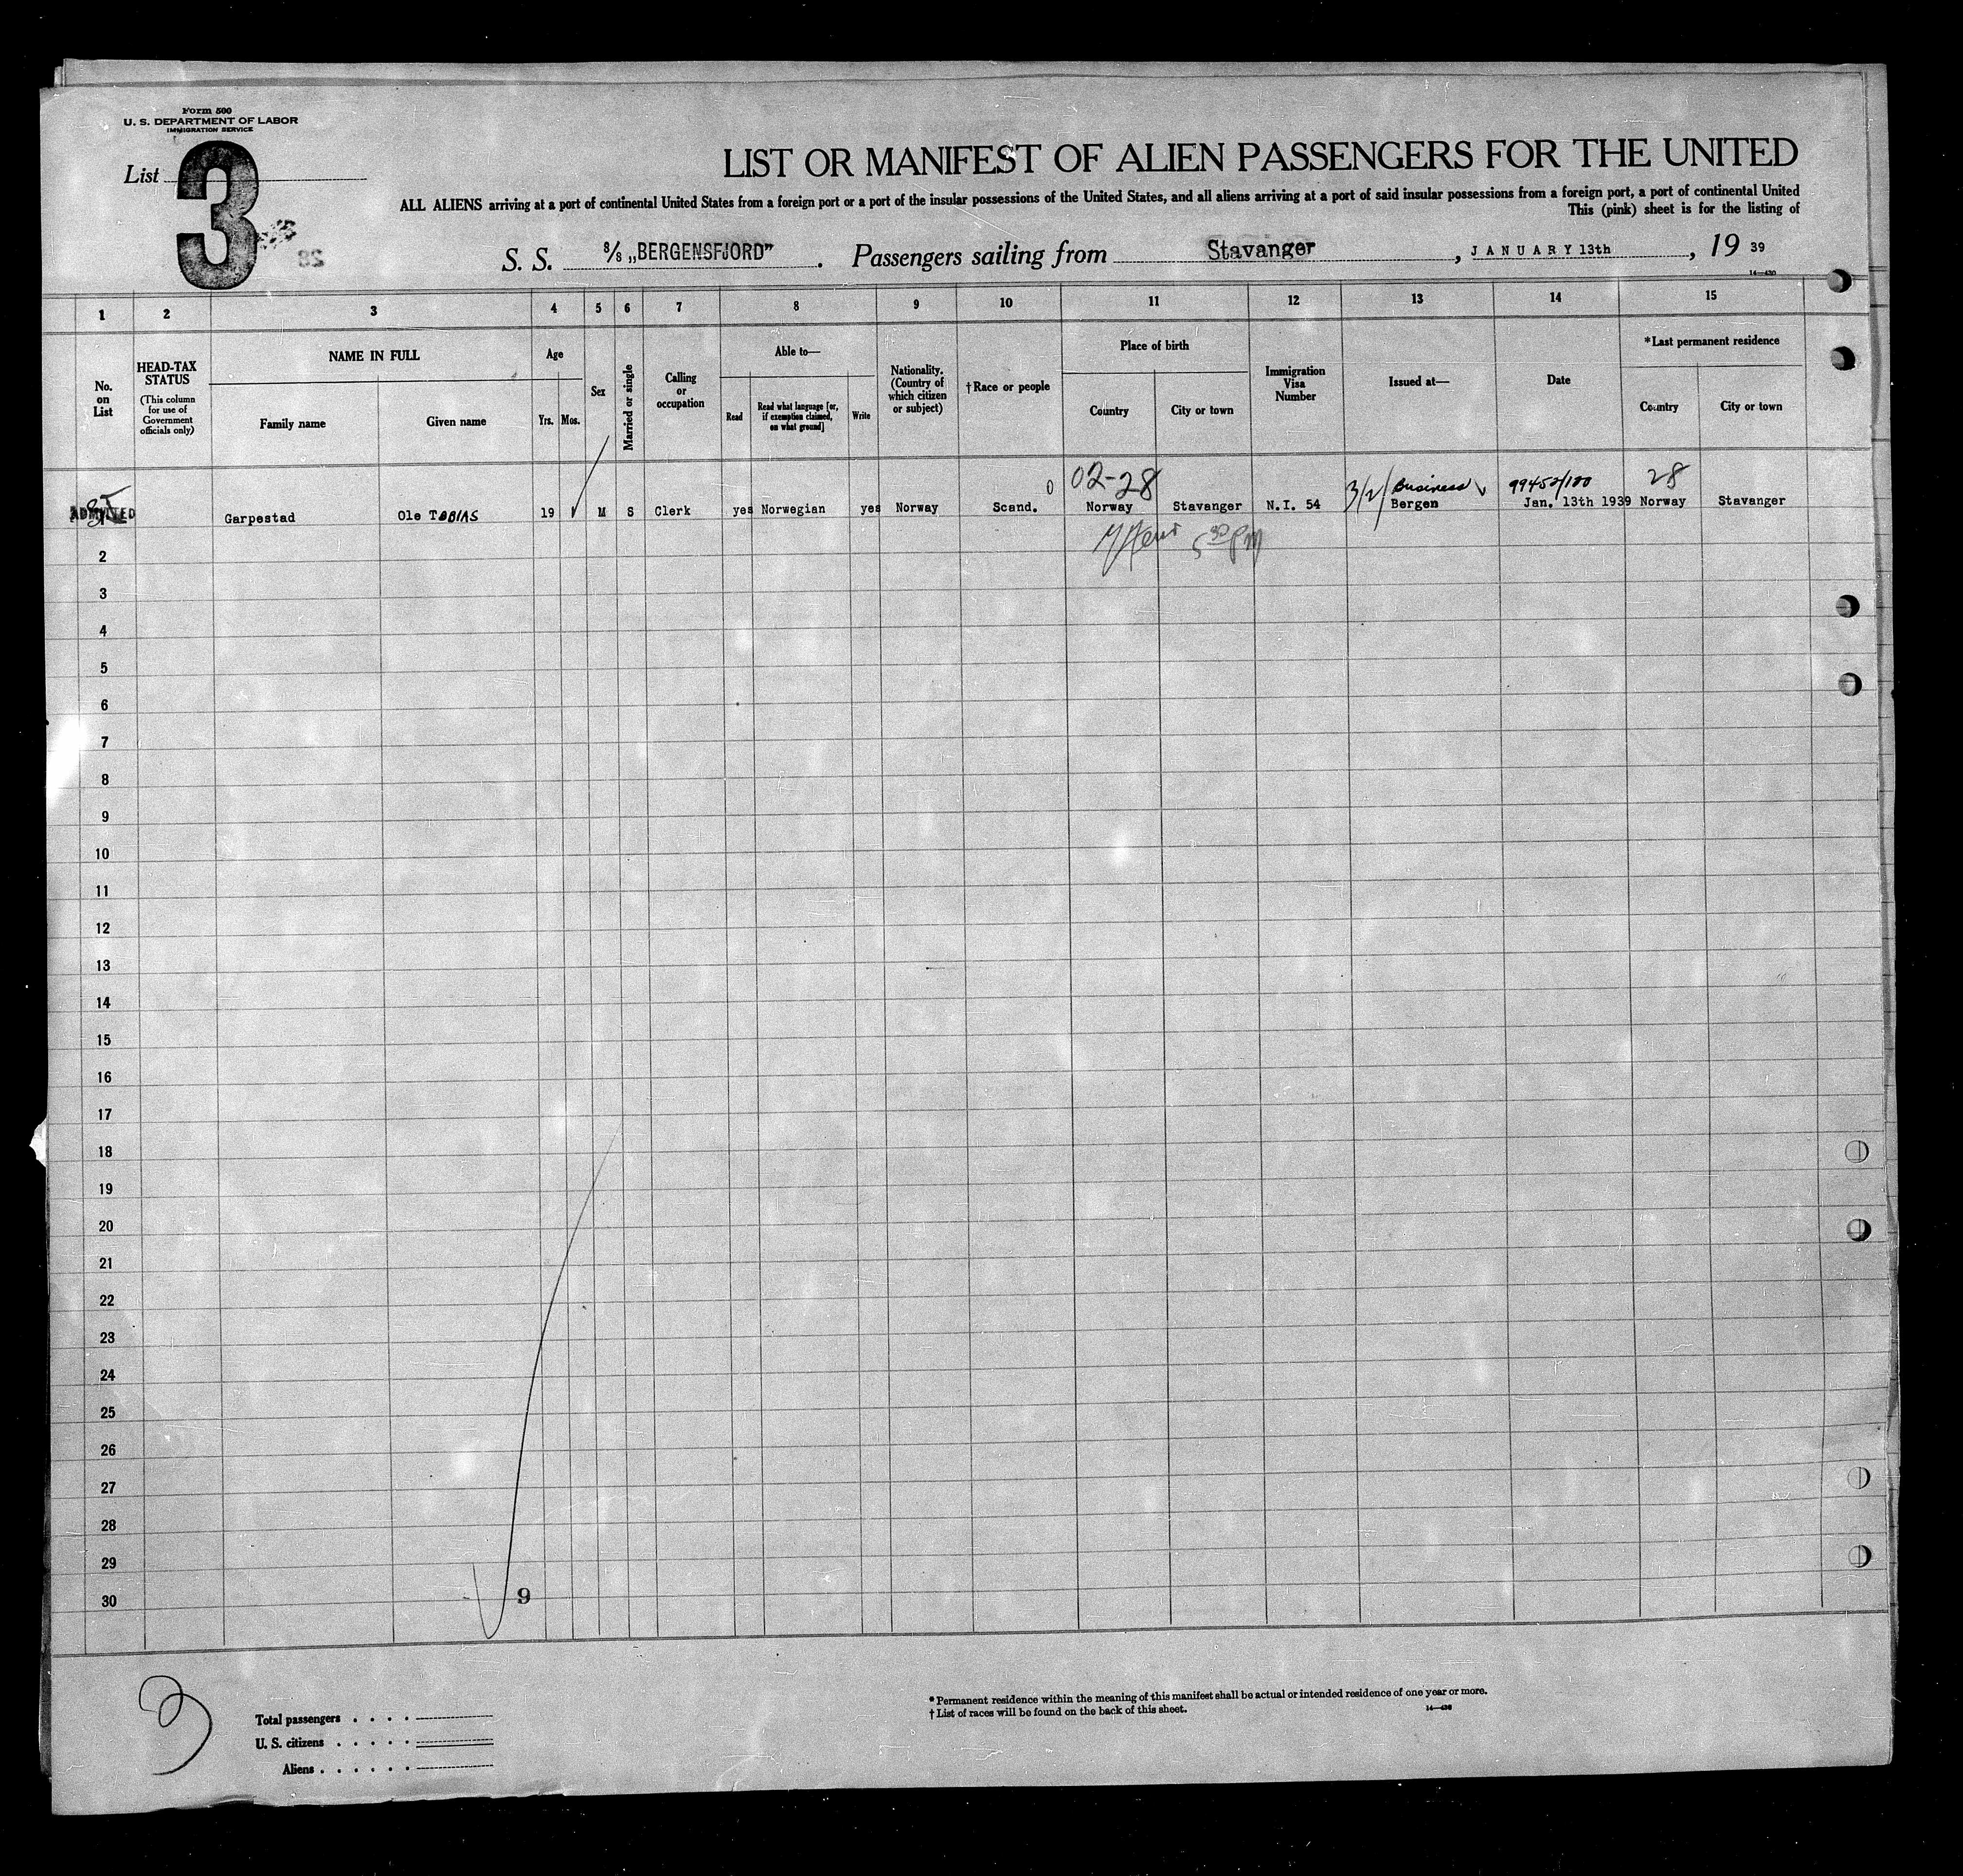 Form 500
U. S. DEPARTMENT OF LABOR
IMMIGRATION SERVICE
List 3
LIST OR MANIFEST OF ALIEN PASSENGERS FOR THE UNITED
ALL ALIENS arriving at a port of continental United States from a foreign port or a port of the insular possessions of the United States, and all aliens arriving at a port of said insular possessions from a foreign port, a port of continental United
This (pink) sheet is for the listing of
S. S. S/S „BERGENSFJORD” . Passengers sailing from Stavanger , JANUARY 13th , 19 39
1 2 3 4 5 6 7 8 9 10 11 12 13 14 15
No. on List
HEAD-TAX STATUS
(This column for use of Government officials only)
NAME IN FULL
Family name
Given name
Age
Yrs. Mos.
Sex
Married or single
Calling or occupation
Able to—
Read
Read what language [or, if exemption claimed, on what ground]
Write
Nationality. (Country of which citizen or subject)
†Race or people
Place of birth
Country
City or town
Immigration Visa Number
Issued at—
Date
*Last permanent residence
Country
City or town
02-28 Business 28
ADMITTED Garpestad Ole TOBIAS 19 M S Clerk yes Norwegian yes Norway Scand. Norway Stavanger N.I. 54 Bergen Jan. 13th 1939 Norway Stavanger
2
3
4
5
6
7
8
9
10
11
12
13
14
15
16
17
18
19
20
21
22
23
24
25
26
27
28
29
30
9
3
Total passengers
U. S. citizens
Aliens
*Permanent residence within the meaning of this manifest shall be actual or intended residence of one year or more.
†List of races will be found on the back of this sheet.